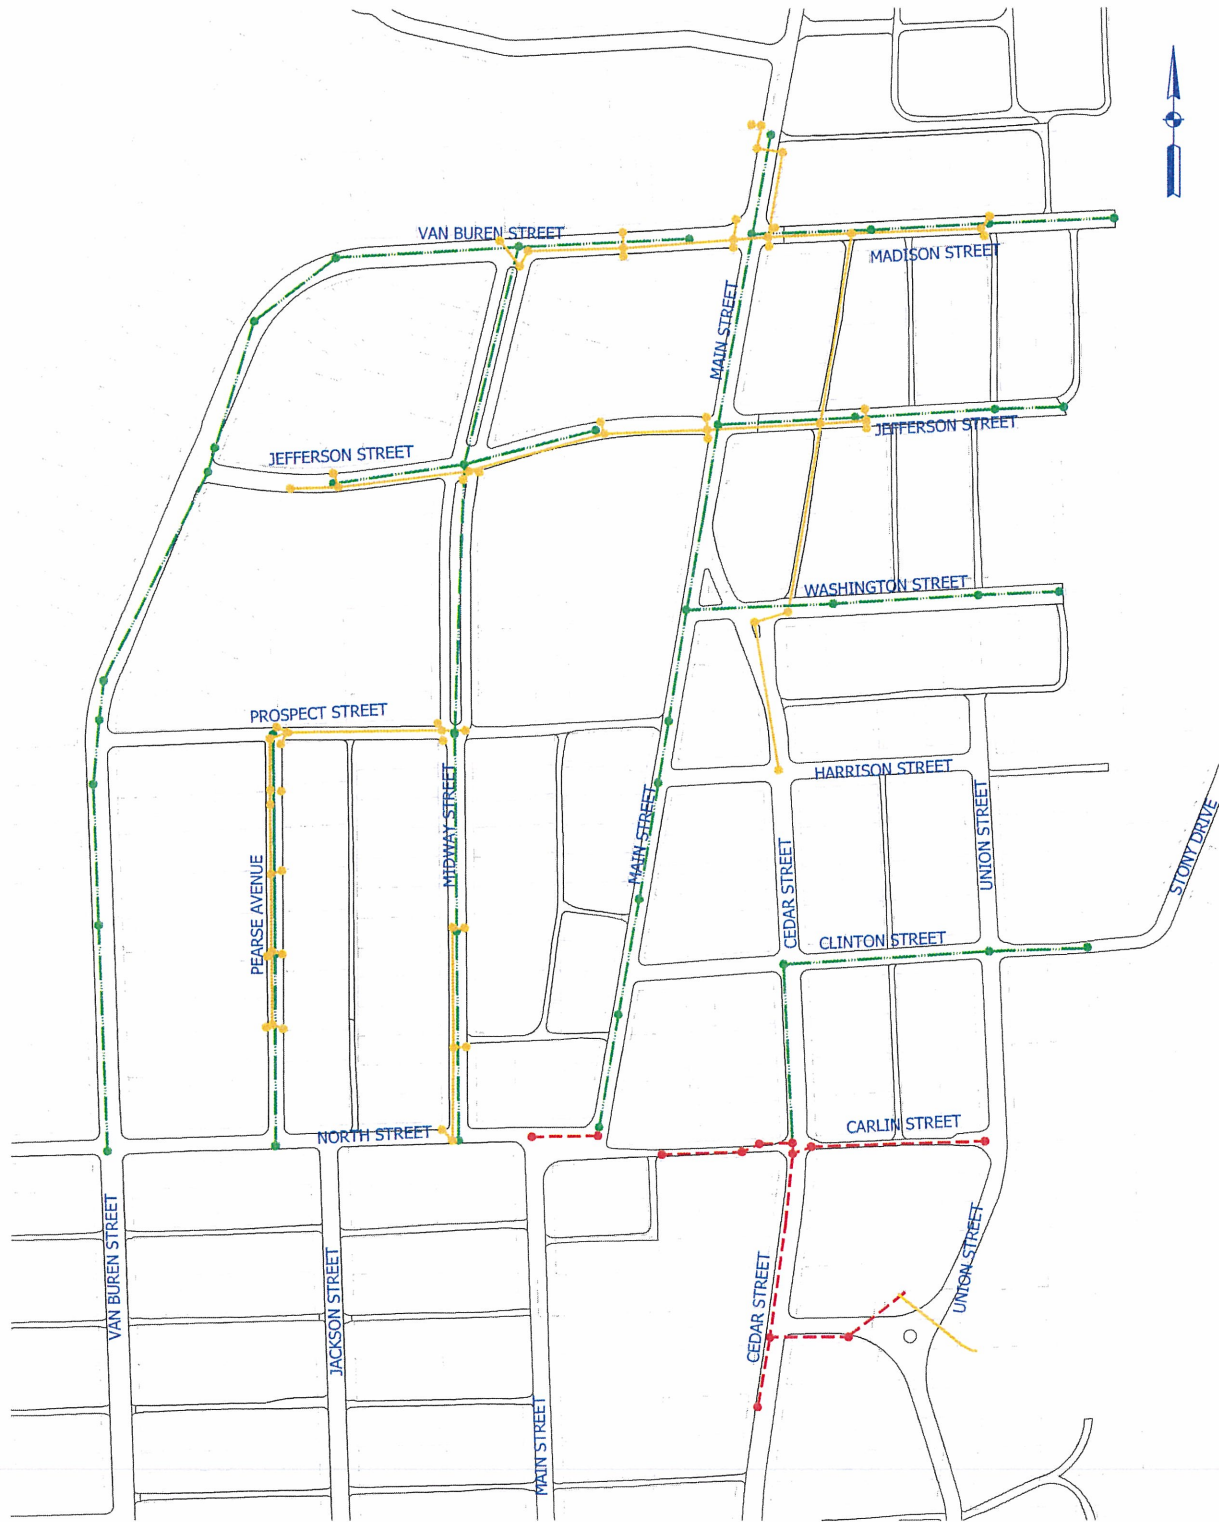 VAN BUREN STREET
MADISON STREET
MAIN STREET
JEFFERSON STREET
JEFFERSON STREET
WASHINGTON STREET
PROSPECT STREET
HARRISON STREET
MIDWAY STREET
MAIN STREET
UNION STREET
STONY DRIVE
PEARSE AVENUE
CEDAR STREET
CLINTON STREET
NORTH STREET
CARLIN STREET
VAN BUREN STREET
JACKSON STREET
CEDAR STREET
UNION STREET
MAIN STREET